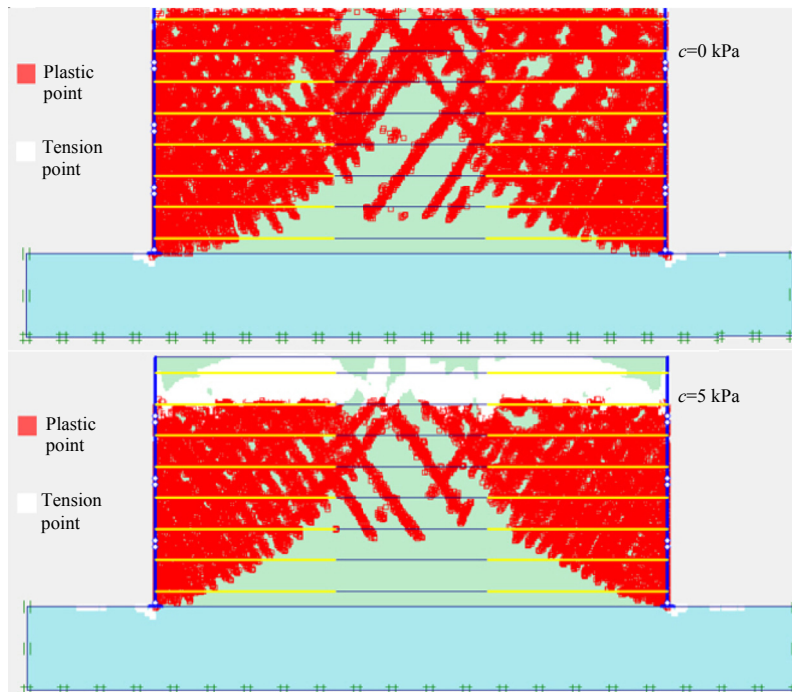 c=0 kPa
Plastic
point
Tension
point
c=5 kPa
Plastic
point
Tension
point